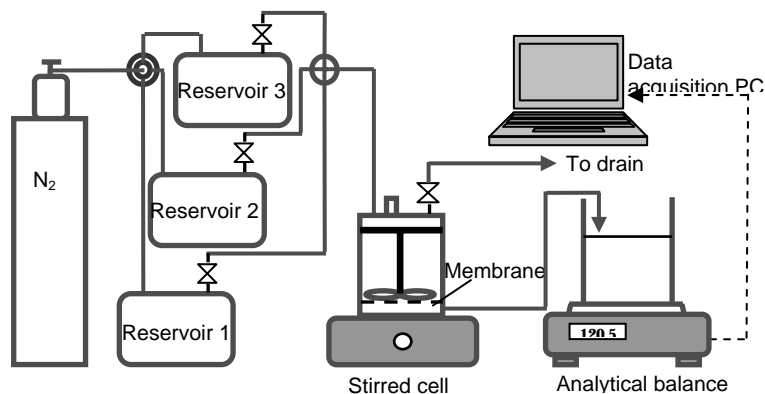 Reservoir 3
Data
acquisition PC
N₂
To drain
Reservoir 2
Membrane
Reservoir 1
120.5
Stirred cell
Analytical balance